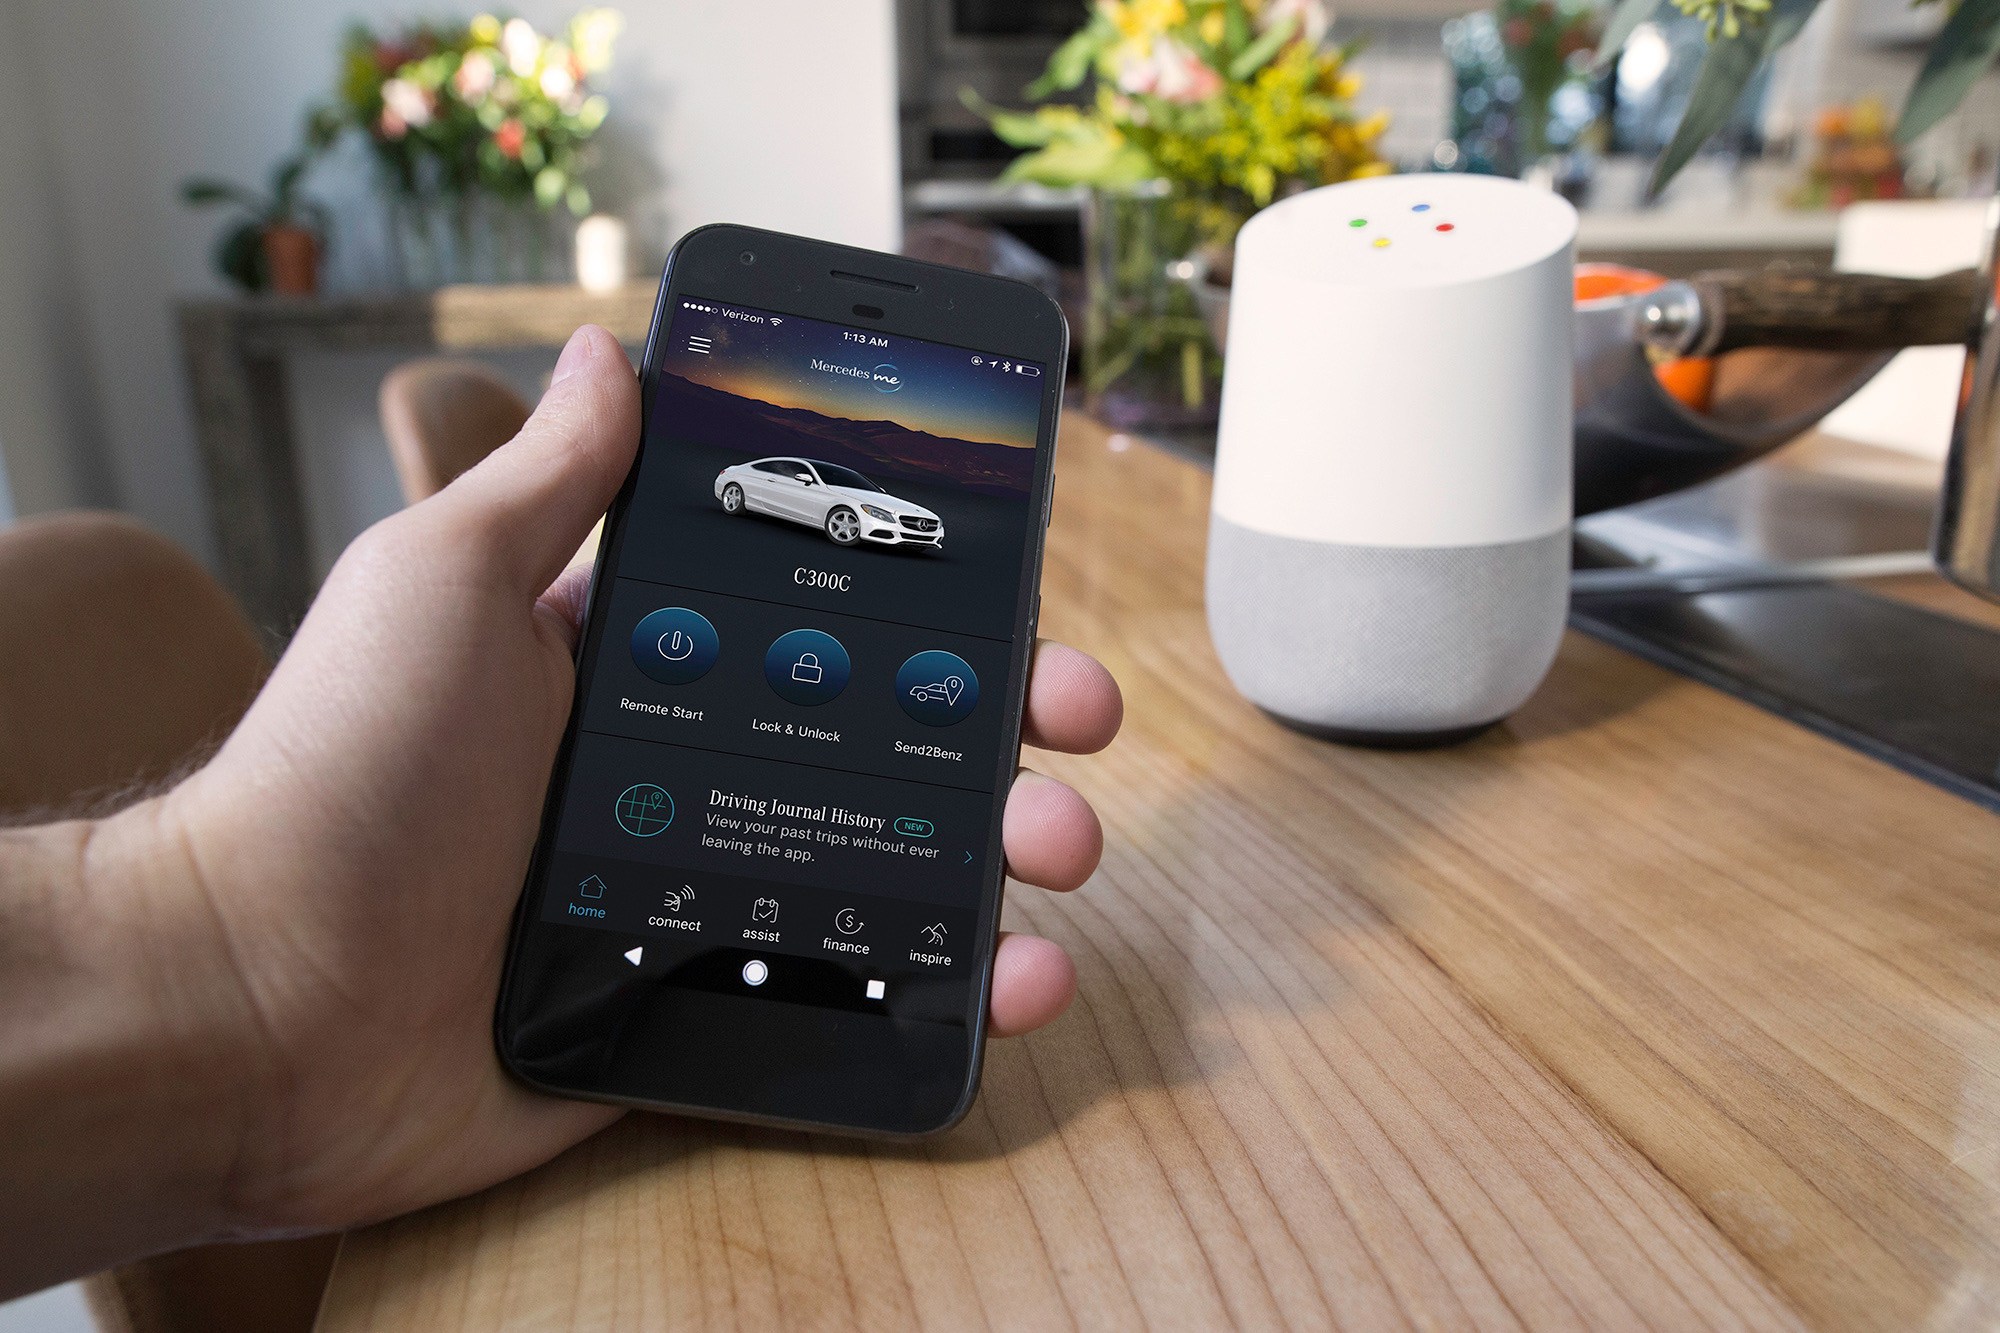 Verizon
1:13 AM
Mercedes me
C300C
Remote Start
Lock & Unlock
Send2Benz
0
Driving Journal History NEW
View your past trips without ever
leaving the app.
home
connect
assist
finance
inspire